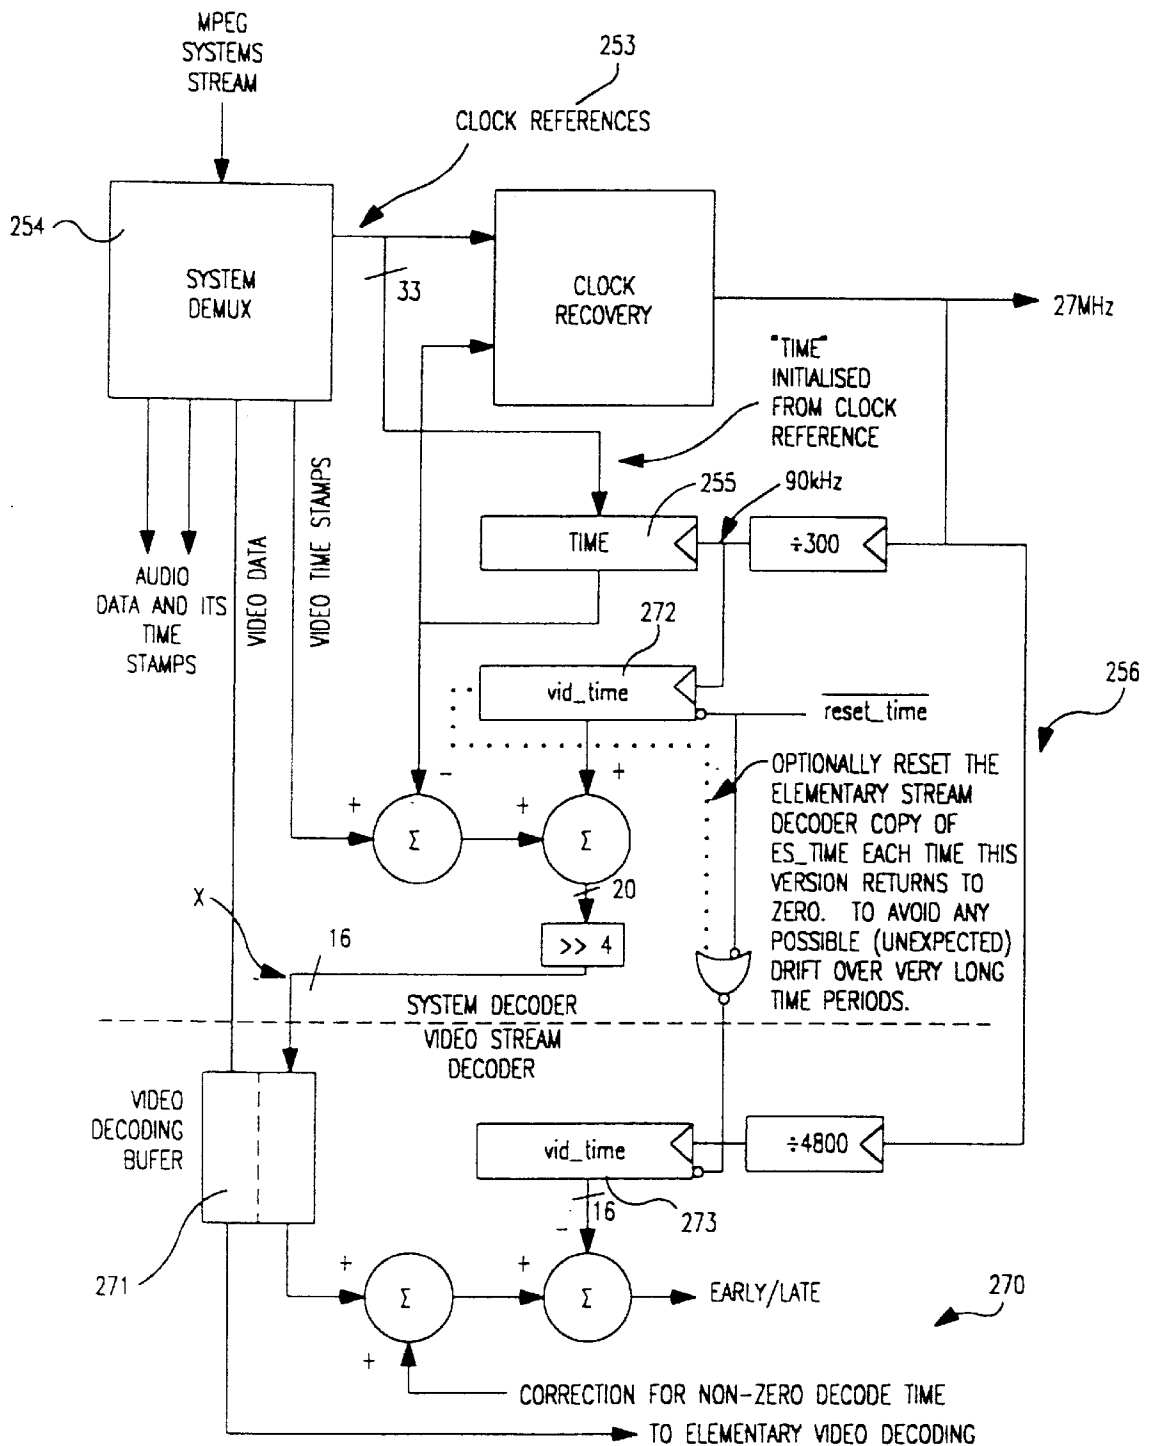 MPEG
SYSTEMS
STREAM
253
CLOCK REFERENCES
254
SYSTEM
DEMUX
33
CLOCK
RECOVERY
27MHz
"TIME"
INITIALISED
FROM CLOCK
REFERENCE
255
90kHz
TIME
÷300
AUDIO
DATA AND ITS
TIME
STAMPS
VIDEO DATA
VIDEO TIME STAMPS
272
vid_time
reset_time
256
OPTIONALLY RESET THE
ELEMENTARY STREAM
DECODER COPY OF
ES_TIME EACH TIME THIS
VERSION RETURNS TO
ZERO. TO AVOID ANY
POSSIBLE (UNEXPECTED)
DRIFT OVER VERY LONG
TIME PERIODS.
-
+
+
+
Σ
Σ
20
X
16
>> 4
SYSTEM DECODER
VIDEO STREAM
DECODER
VIDEO
DECODING
BUFER
vid_time
÷4800
16
273
271
-
+
+
Σ
Σ
EARLY/LATE
270
+
CORRECTION FOR NON-ZERO DECODE TIME
TO ELEMENTARY VIDEO DECODING